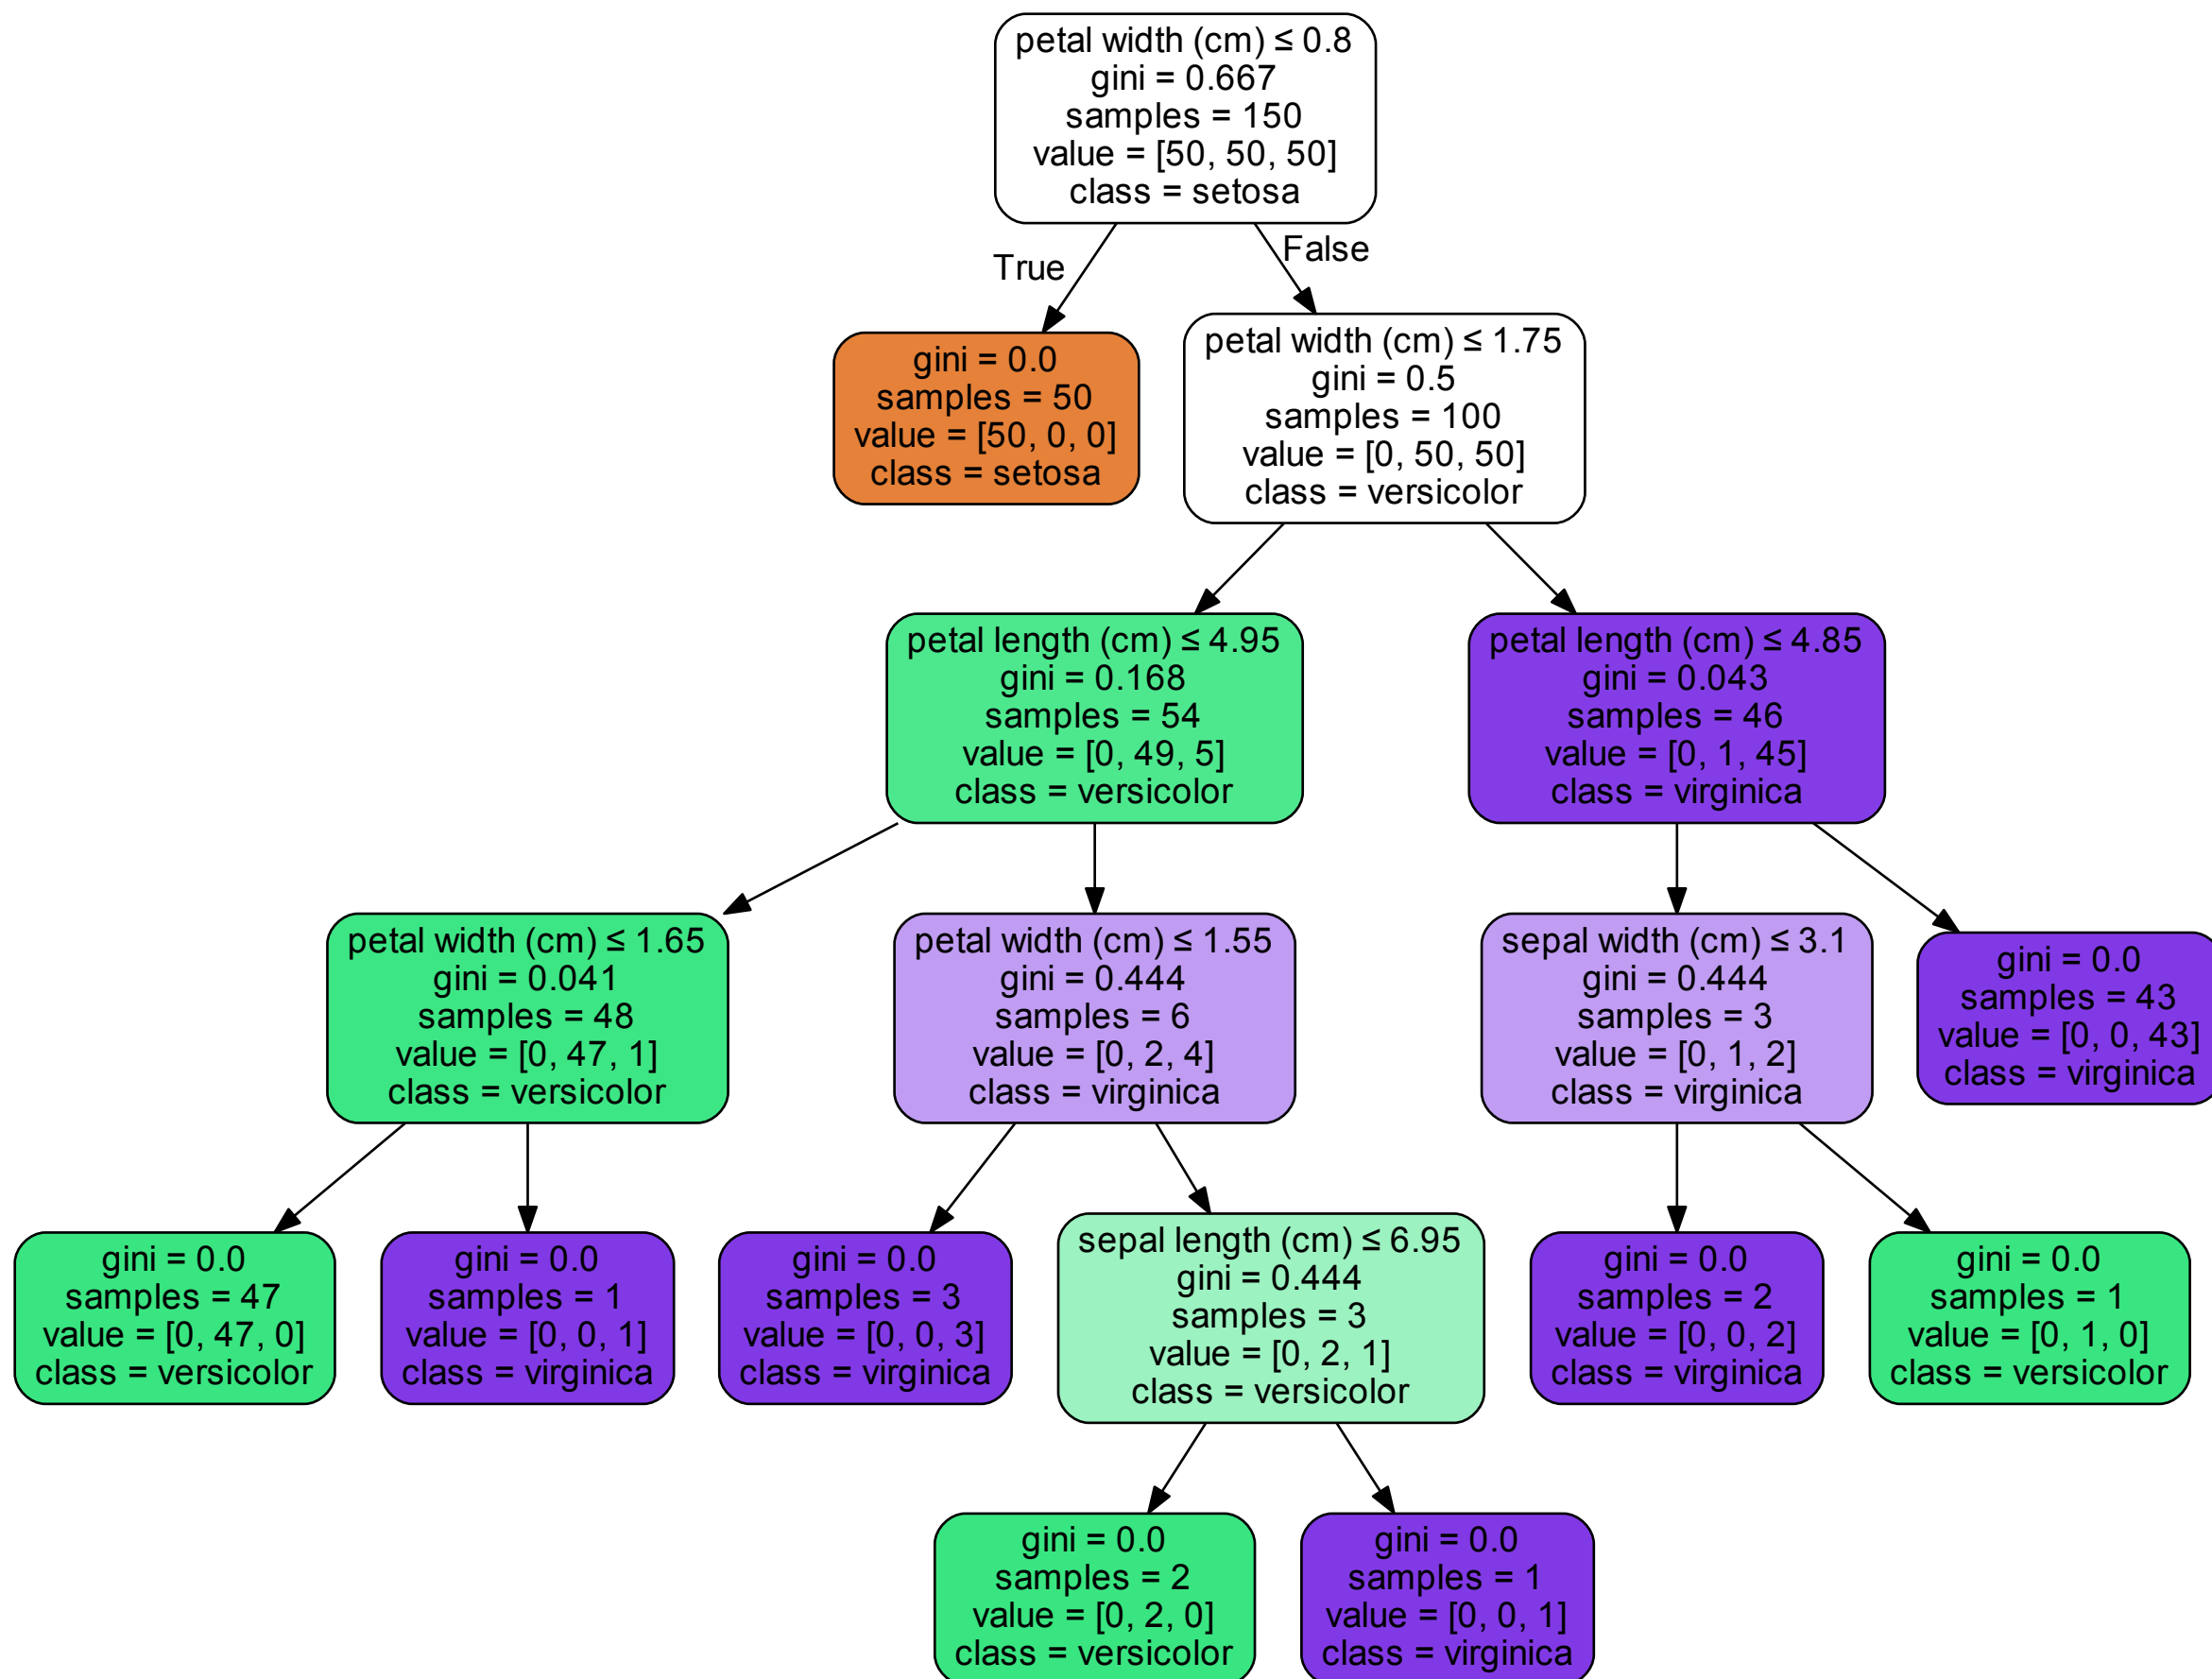 petal width (cm) ≤ 0.8
gini = 0.667
samples = 150
value = [50, 50, 50]
class = setosa
True
False
gini = 0.0
samples = 50
value = [50, 0, 0]
class = setosa
petal width (cm) ≤ 1.75
gini = 0.5
samples = 100
value = [0, 50, 50]
class = versicolor
petal length (cm) ≤ 4.95
gini = 0.168
samples = 54
value = [0, 49, 5]
class = versicolor
petal length (cm) ≤ 4.85
gini = 0.043
samples = 46
value = [0, 1, 45]
class = virginica
petal width (cm) ≤ 1.65
gini = 0.041
samples = 48
value = [0, 47, 1]
class = versicolor
petal width (cm) ≤ 1.55
gini = 0.444
samples = 6
value = [0, 2, 4]
class = virginica
sepal width (cm) ≤ 3.1
gini = 0.444
samples = 3
value = [0, 1, 2]
class = virginica
gini = 0.0
samples = 43
value = [0, 0, 43]
class = virginica
gini = 0.0
samples = 47
value = [0, 47, 0]
class = versicolor
gini = 0.0
samples = 1
value = [0, 0, 1]
class = virginica
gini = 0.0
samples = 3
value = [0, 0, 3]
class = virginica
sepal length (cm) ≤ 6.95
gini = 0.444
samples = 3
value = [0, 2, 1]
class = versicolor
gini = 0.0
samples = 2
value = [0, 0, 2]
class = virginica
gini = 0.0
samples = 1
value = [0, 1, 0]
class = versicolor
gini = 0.0
samples = 2
value = [0, 2, 0]
class = versicolor
gini = 0.0
samples = 1
value = [0, 0, 1]
class = virginica